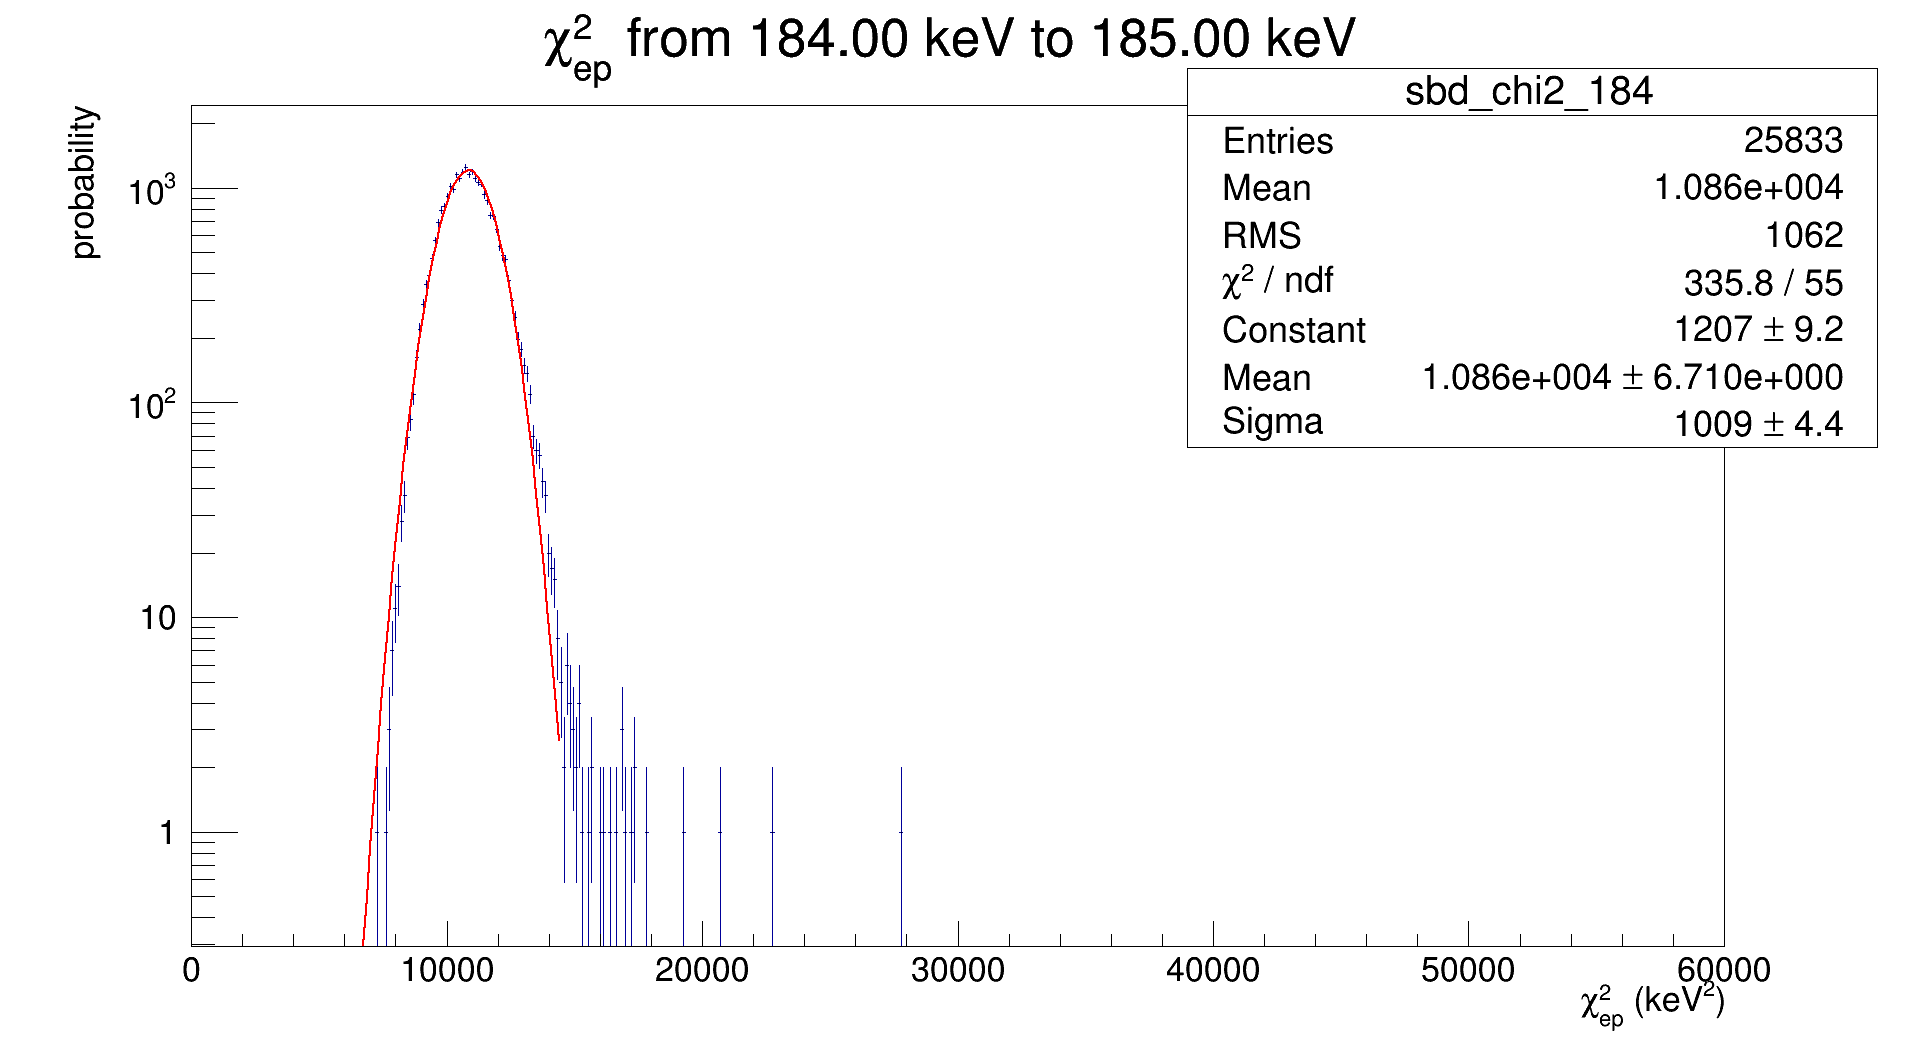 χ²ep from 184.00 keV to 185.00 keV
sbd_chi2_184
Entries 25833
Mean 1.086e+004
RMS 1062
χ² / ndf 335.8 / 55
Constant 1207 ± 9.2
Mean 1.086e+004 ± 6.710e+000
Sigma 1009 ± 4.4
probability
10³
10²
10
1
0 10000 20000 30000 40000 50000 60000
χ²ep (keV²)